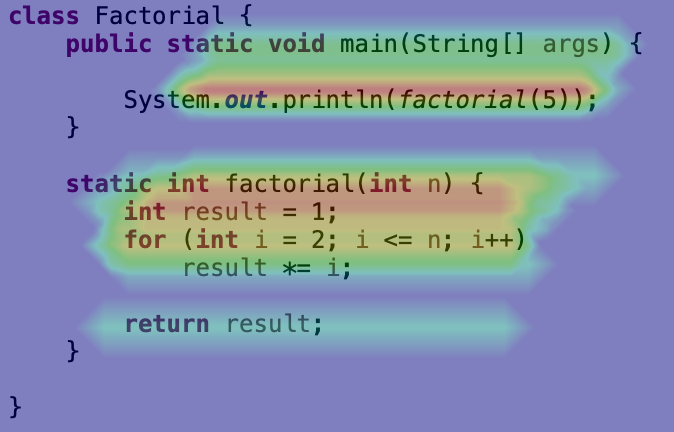 class Factorial {
    public static void main(String[] args) {

        System.out.println(factorial(5));
    }

    static int factorial(int n) {
        int result = 1;
        for (int i = 2; i <= n; i++)
            result *= i;

        return result;
    }

}